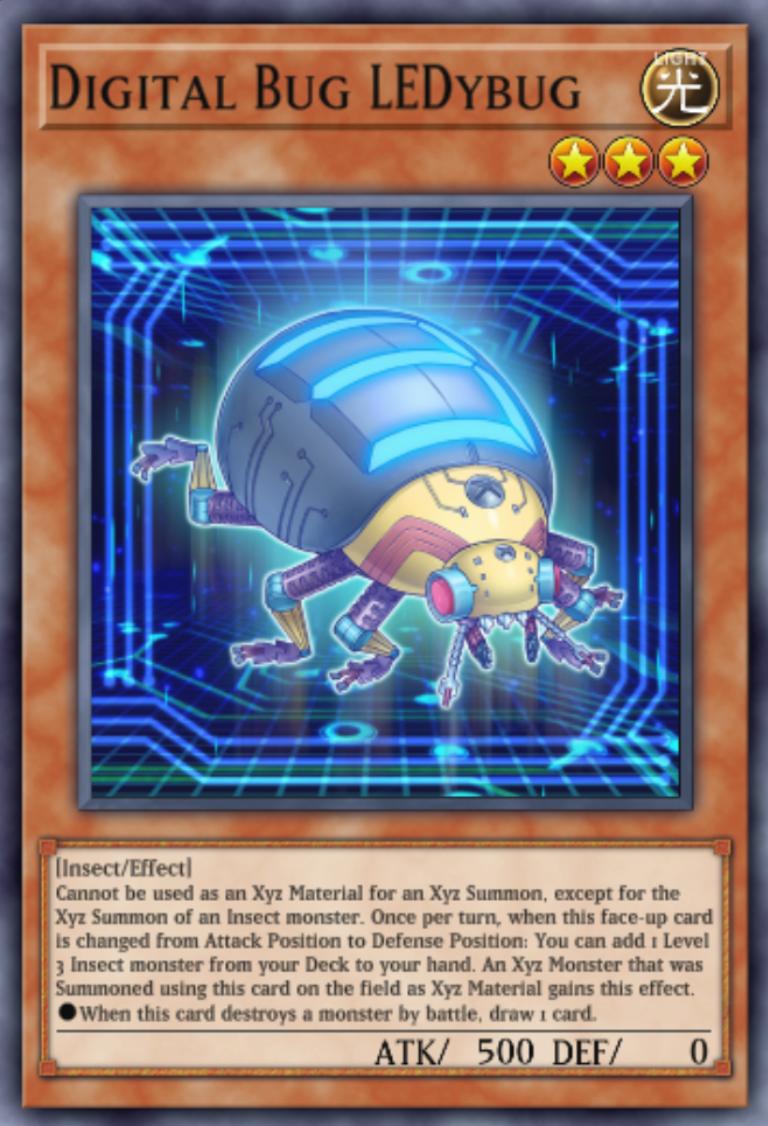 Digital Bug LEDybug
LIGHT
光
[Insect/Effect]
Cannot be used as an Xyz Material for an Xyz Summon, except for the
Xyz Summon of an Insect monster. Once per turn, when this face-up card
is changed from Attack Position to Defense Position: You can add 1 Level
3 Insect monster from your Deck to your hand. An Xyz Monster that was
Summoned using this card on the field as Xyz Material gains this effect.
●When this card destroys a monster by battle, draw 1 card.
ATK/ 500 DEF/ 0